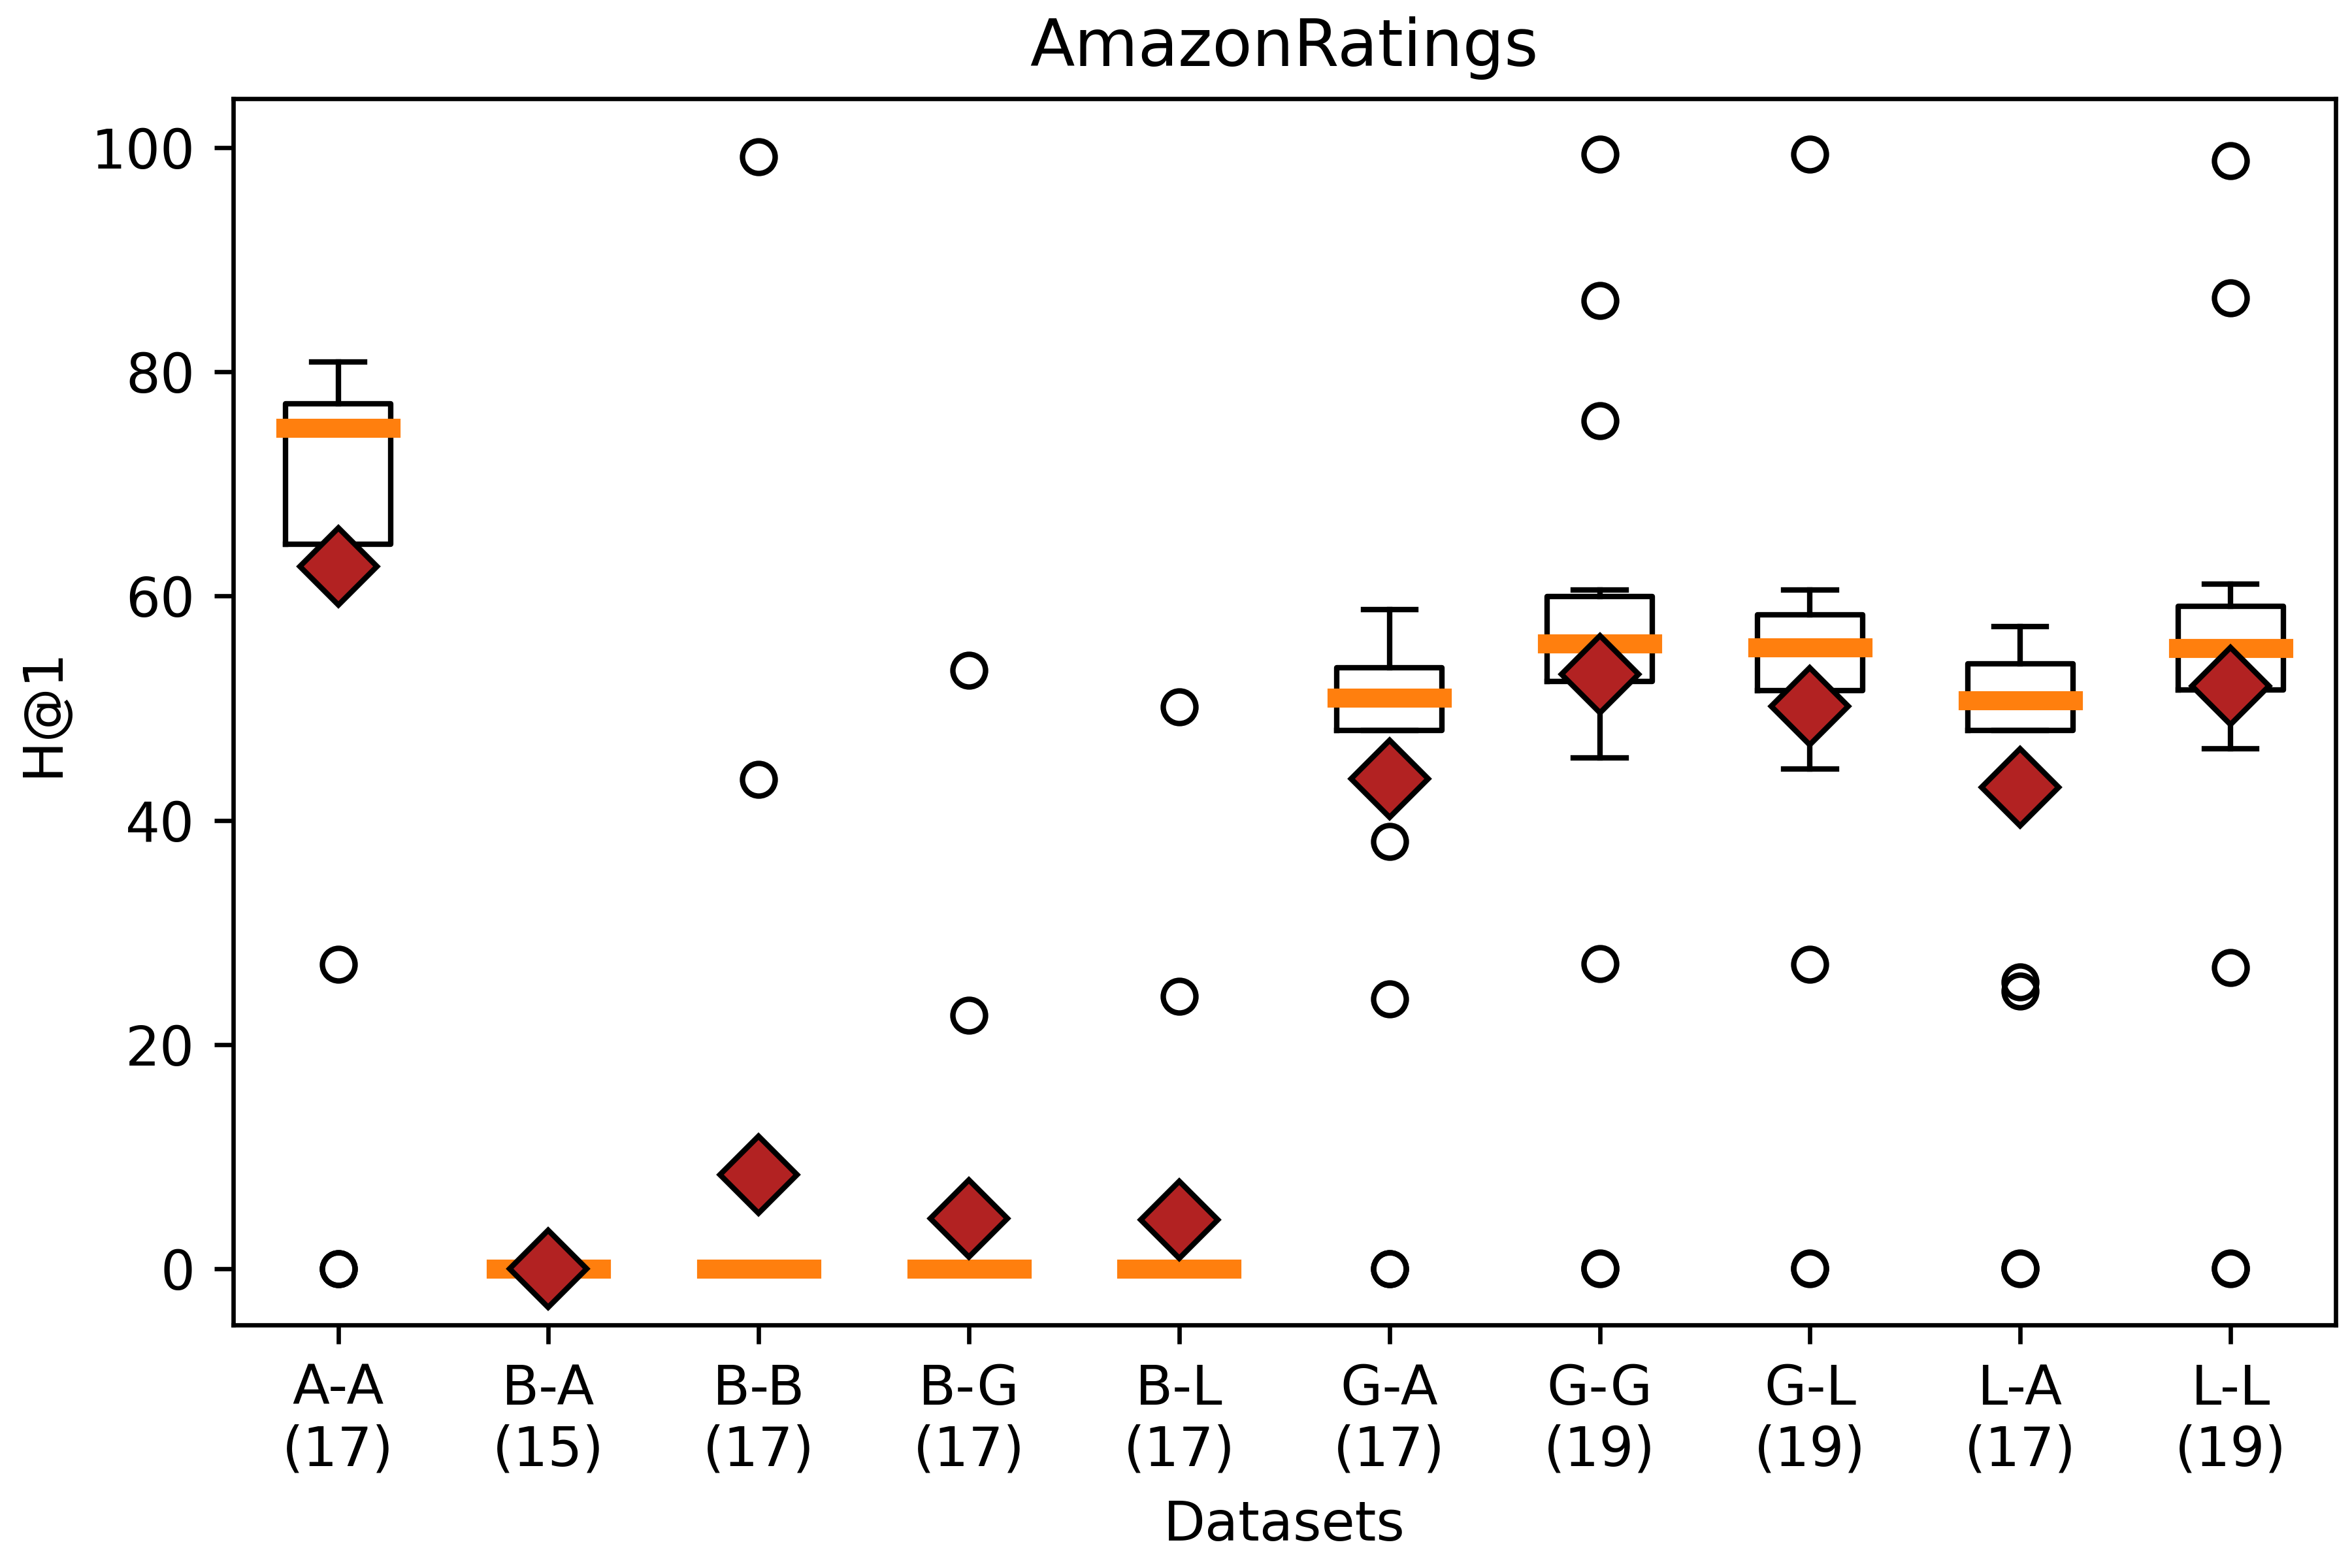 AmazonRatings
100
80
60
40
20
0
H@1
A-A B-A B-B B-G B-L G-A G-G G-L L-A L-L
(17) (15) (17) (17) (17) (17) (19) (19) (17) (19)
Datasets